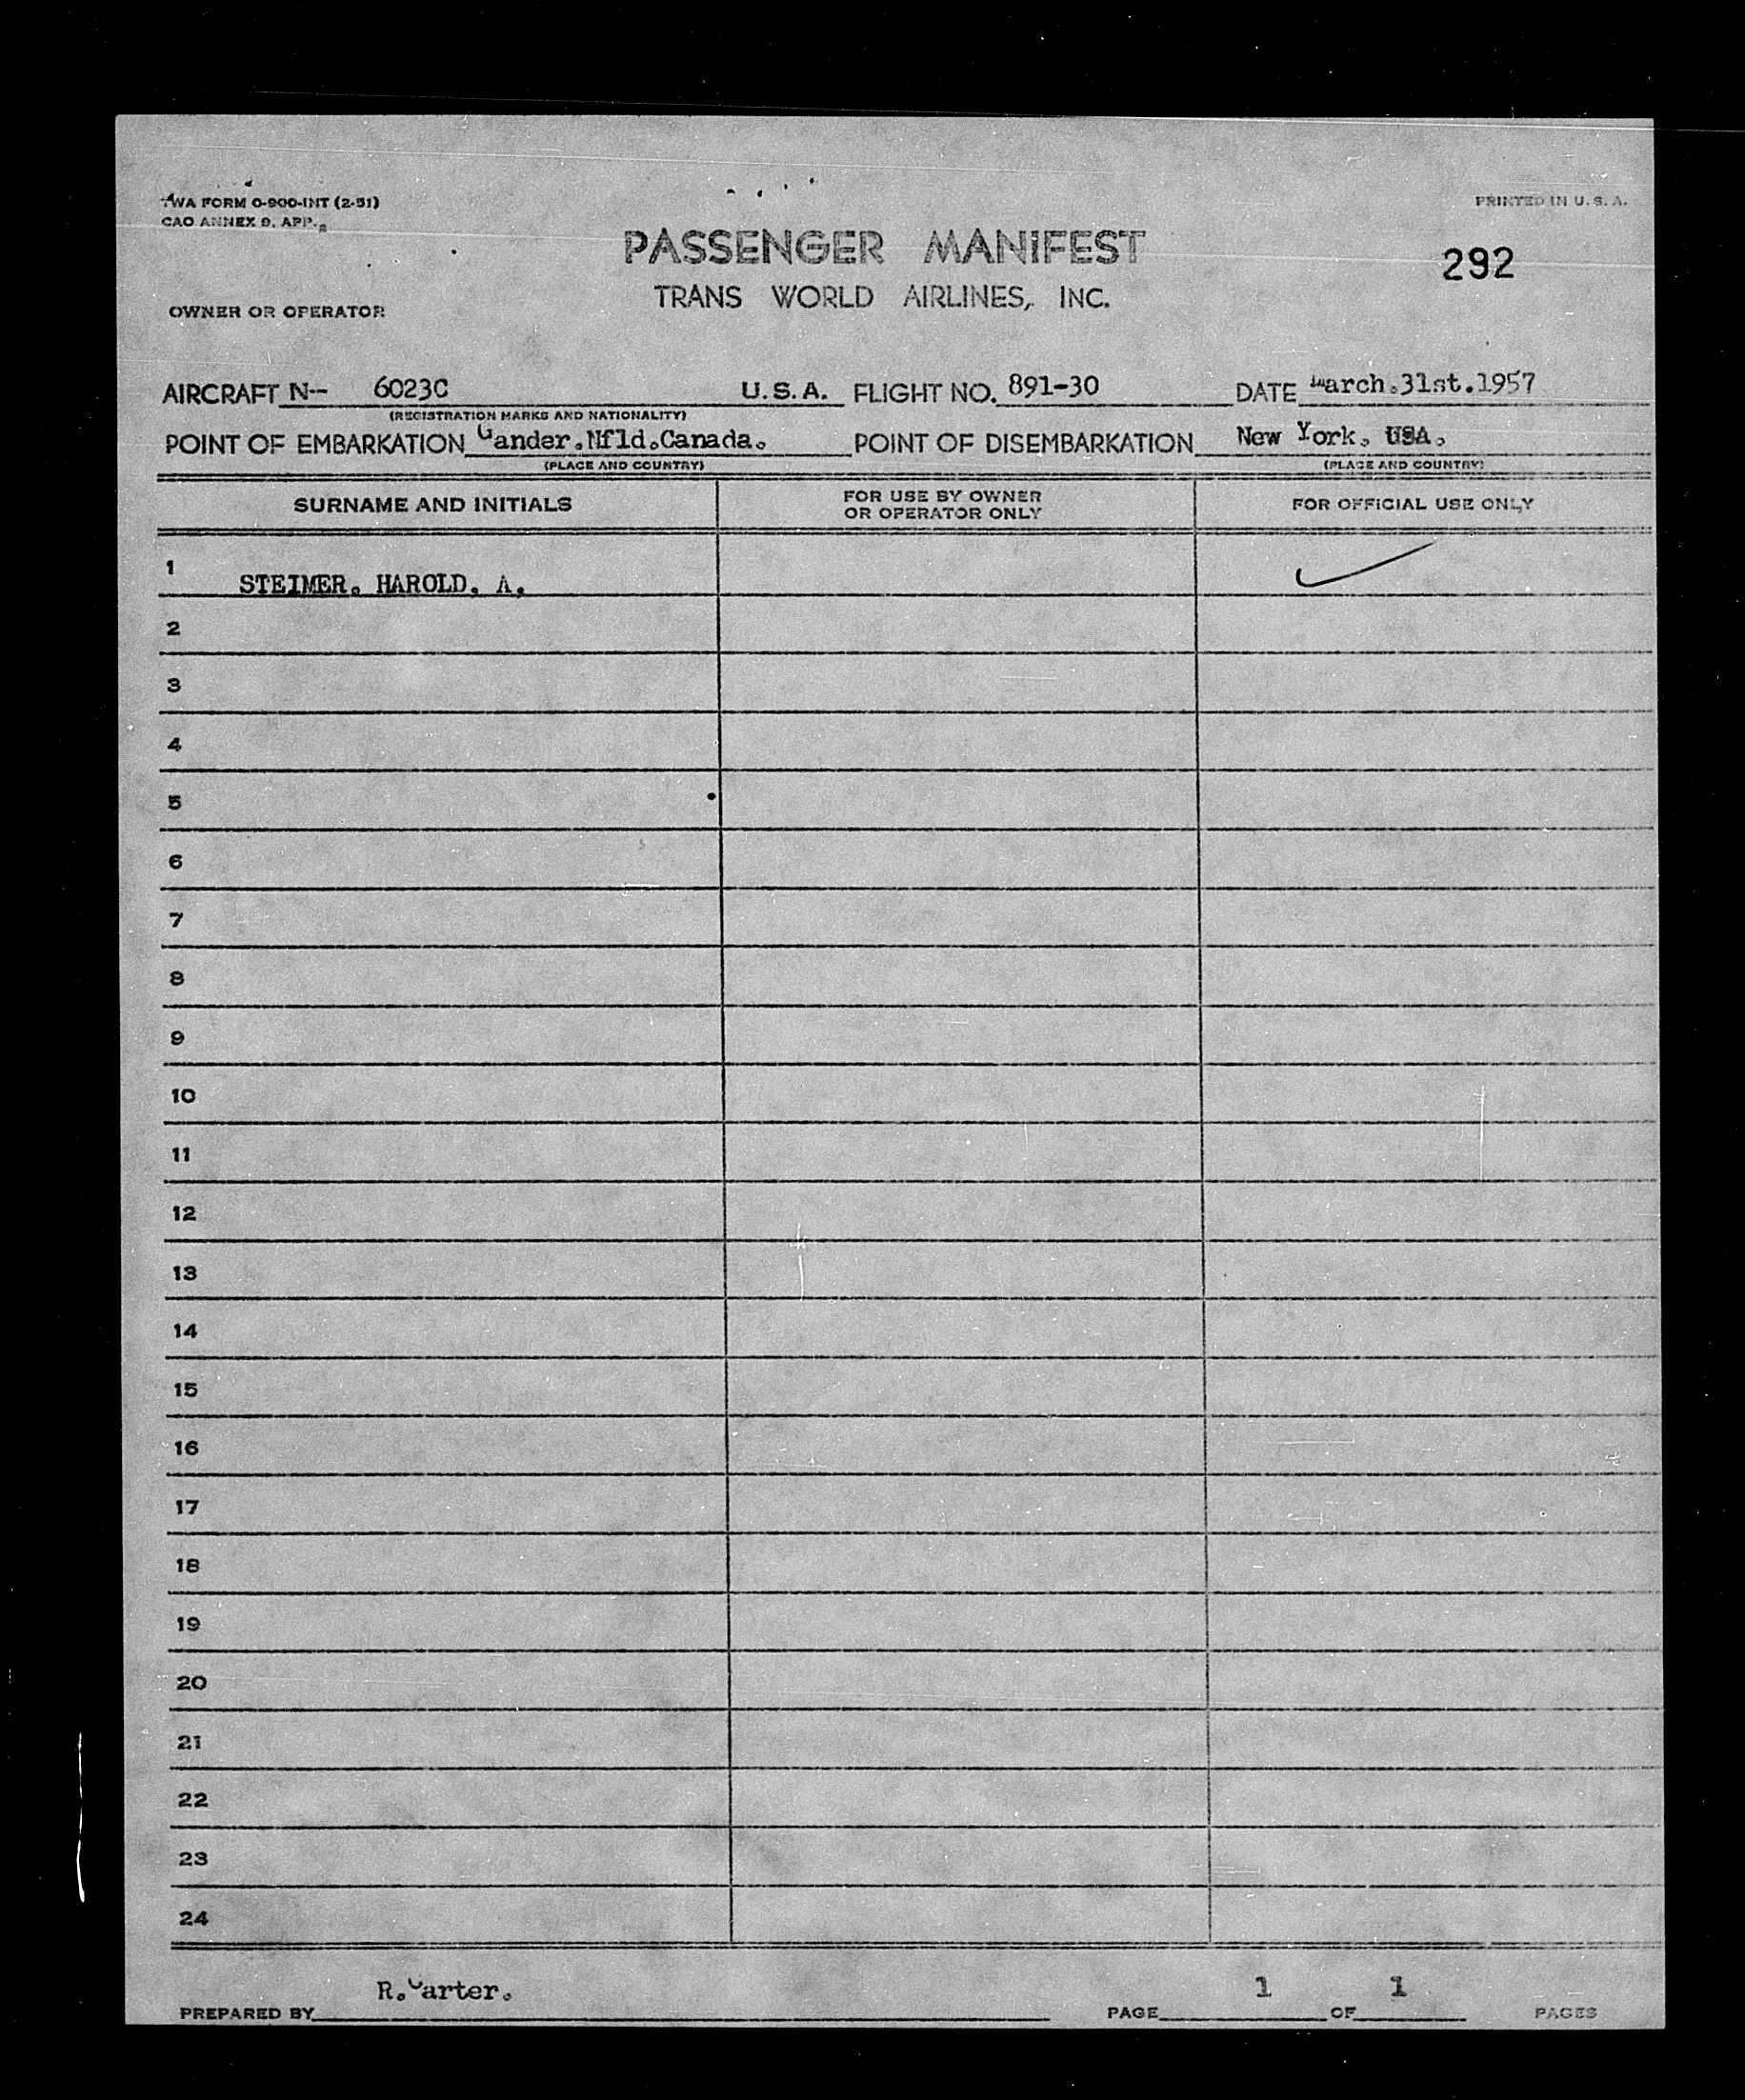 TWA FORM O-900-INT (2-51)
CAO ANNEX 9, APP.
PRINTED IN U. S. A.
PASSENGER MANIFEST
292
TRANS WORLD AIRLINES, INC.
OWNER OR OPERATOR
AIRCRAFT N-- 6023C U. S. A. FLIGHT NO. 891-30 DATE March.31st.1957
(REGISTRATION MARKS AND NATIONALITY)
POINT OF EMBARKATION Gander.Nfld.Canada. POINT OF DISEMBARKATION New York. USA.
(PLACE AND COUNTRY) (PLACE AND COUNTRY)
SURNAME AND INITIALS FOR USE BY OWNER OR OPERATOR ONLY FOR OFFICIAL USE ONLY
1 STEIMER. HAROLD. A.
2
3
4
5
6
7
8
9
10
11
12
13
14
15
16
17
18
19
20
21
22
23
24
R.Carter. 1 1
PREPARED BY PAGE OF PAGES